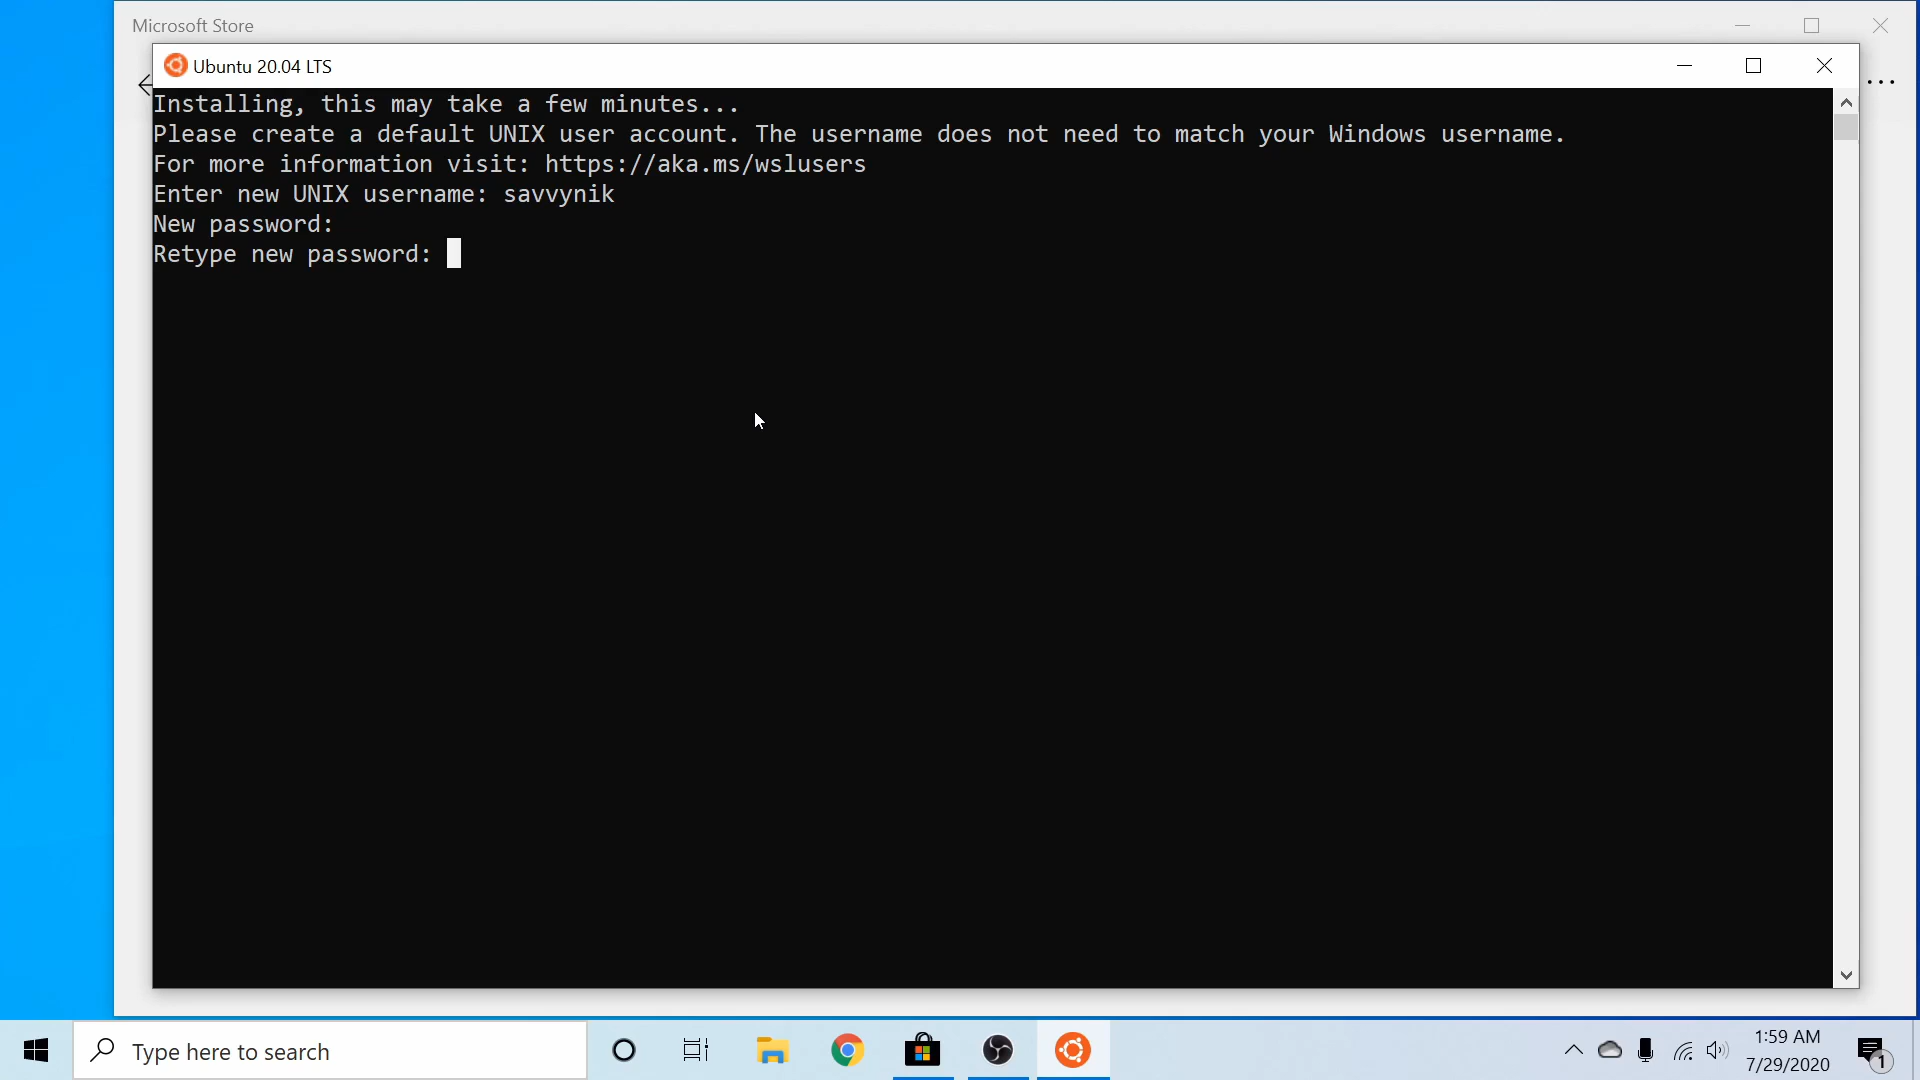 Microsoft Store
Ubuntu 20.04 LTS
Installing, this may take a few minutes...
Please create a default UNIX user account. The username does not need to match your Windows username.
For more information visit: https://aka.ms/wslusers
Enter new UNIX username: savvynik
New password:
Retype new password:
Type here to search
1:59 AM
7/29/2020
1